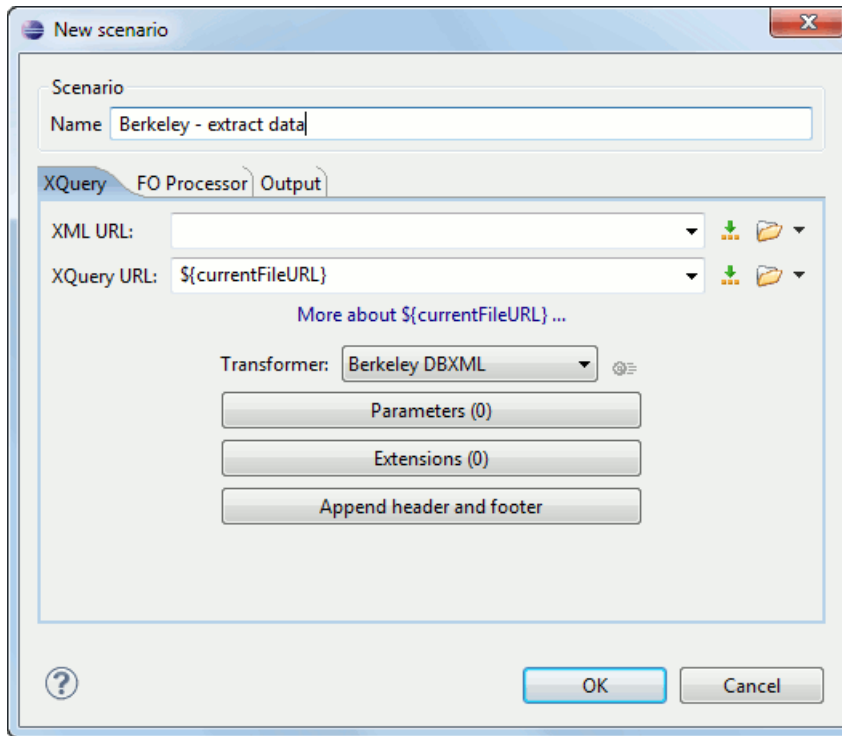 New scenario
Scenario
Name Berkeley - extract data
XQuery FO Processor Output
XML URL:
XQuery URL: ${currentFileURL}
More about ${currentFileURL} ...
Transformer: Berkeley DBXML
Parameters (0)
Extensions (0)
Append header and footer
? OK Cancel